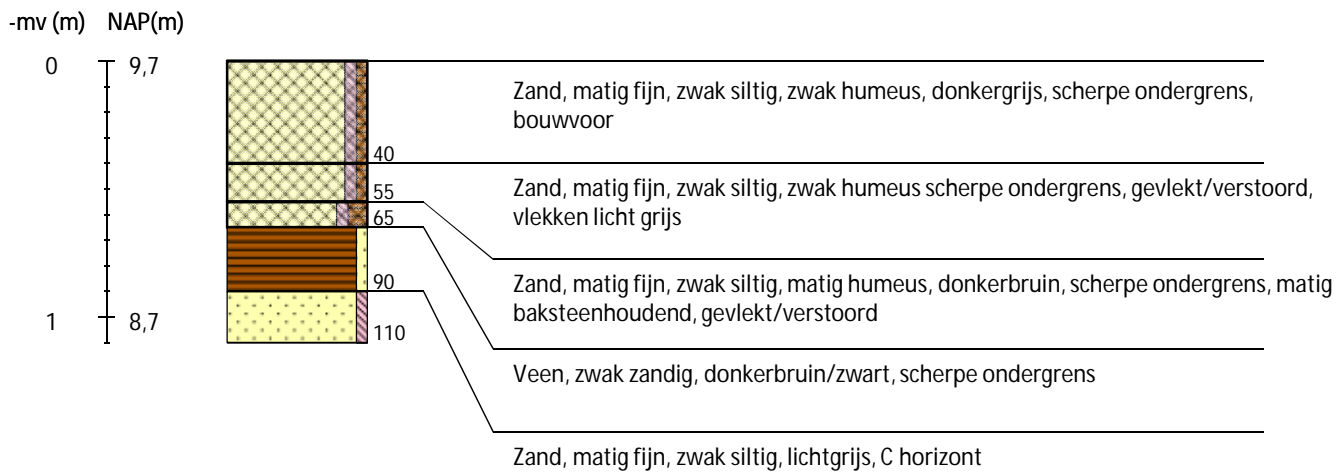 -mv (m) NAP(m)
0 9,7
Zand, matig fijn, zwak siltig, zwak humeus, donkergrijs, scherpe ondergrens,
bouwvoor
40
Zand, matig fijn, zwak siltig, zwak humeus scherpe ondergrens, gevlekt/verstoord,
vlekken licht grijs
55
65
Zand, matig fijn, zwak siltig, matig humeus, donkerbruin, scherpe ondergrens, matig
baksteenhoudend, gevlekt/verstoord
90
1 8,7
110
Veen, zwak zandig, donkerbruin/zwart, scherpe ondergrens
Zand, matig fijn, zwak siltig, lichtgrijs, C horizont